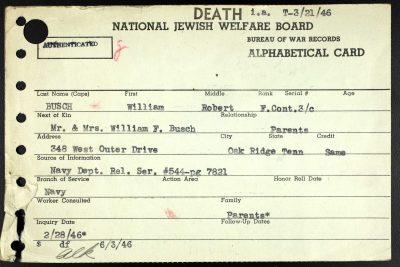 DEATH i.a. T-3/21/46
NATIONAL JEWISH WELFARE BOARD
BUREAU OF WAR RECORDS
AUTHENTICATED
ALPHABETICAL CARD
Last Name (Caps) First Middle Rank Serial # Age
BUSCH William Robert F.Cont.3/c
Next of Kin Relationship
Mr. & Mrs. William F. Busch Parents
Address City State Credit
348 West Outer Drive Oak Ridge Tenn Same
Source of Information
Navy Dept. Rel. Ser. #544-pg 7821
Branch of Service Action Area Honor Roll Date
Navy
Worker Consulted Family
Parents*
Inquiry Date Follow-Up Dates
2/28/46*
$ df 6/3/46